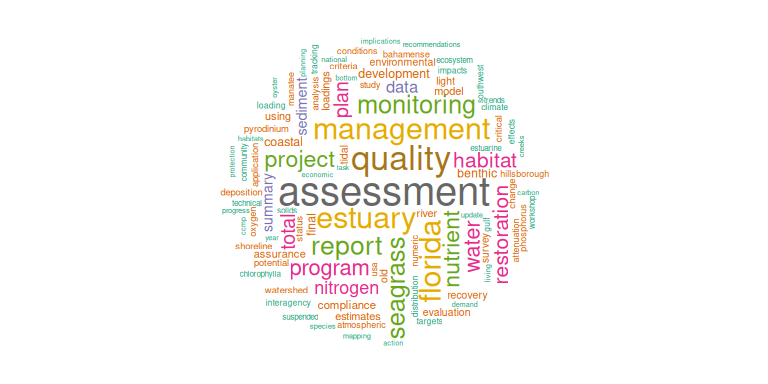 implications
recommendations
conditions
bahamense
tracking
planning
national
criteria
environmental
ecosystem
bottom
development
impacts
oyster
manatee
analysis
loadings
study
data
light
model
southwest
sediment
plan
monitoring
trends
climate
loading
using
management
critical
effects
pyrodinium
habitats
coastal
tidal
quality
estuarine
creeks
protection
community
application
project
habitat
economic
task
benthic
hillsborough
deposition
technical
progress
summary
assessment
change
carbon
workshop
ccmp
oxygen
solids
total
status
final
estuary
river
florida
nutrient
update
water
gulf
restoration
phosphorus
attenuation
year
shoreline
assurance
report
seagrass
numeric
survey
potential
chlorophylla
program
usa
old
living
watershed
nitrogen
distribution
recovery
demand
interagency
compliance
evaluation
suspended
estimates
targets
species
atmospheric
mapping
action